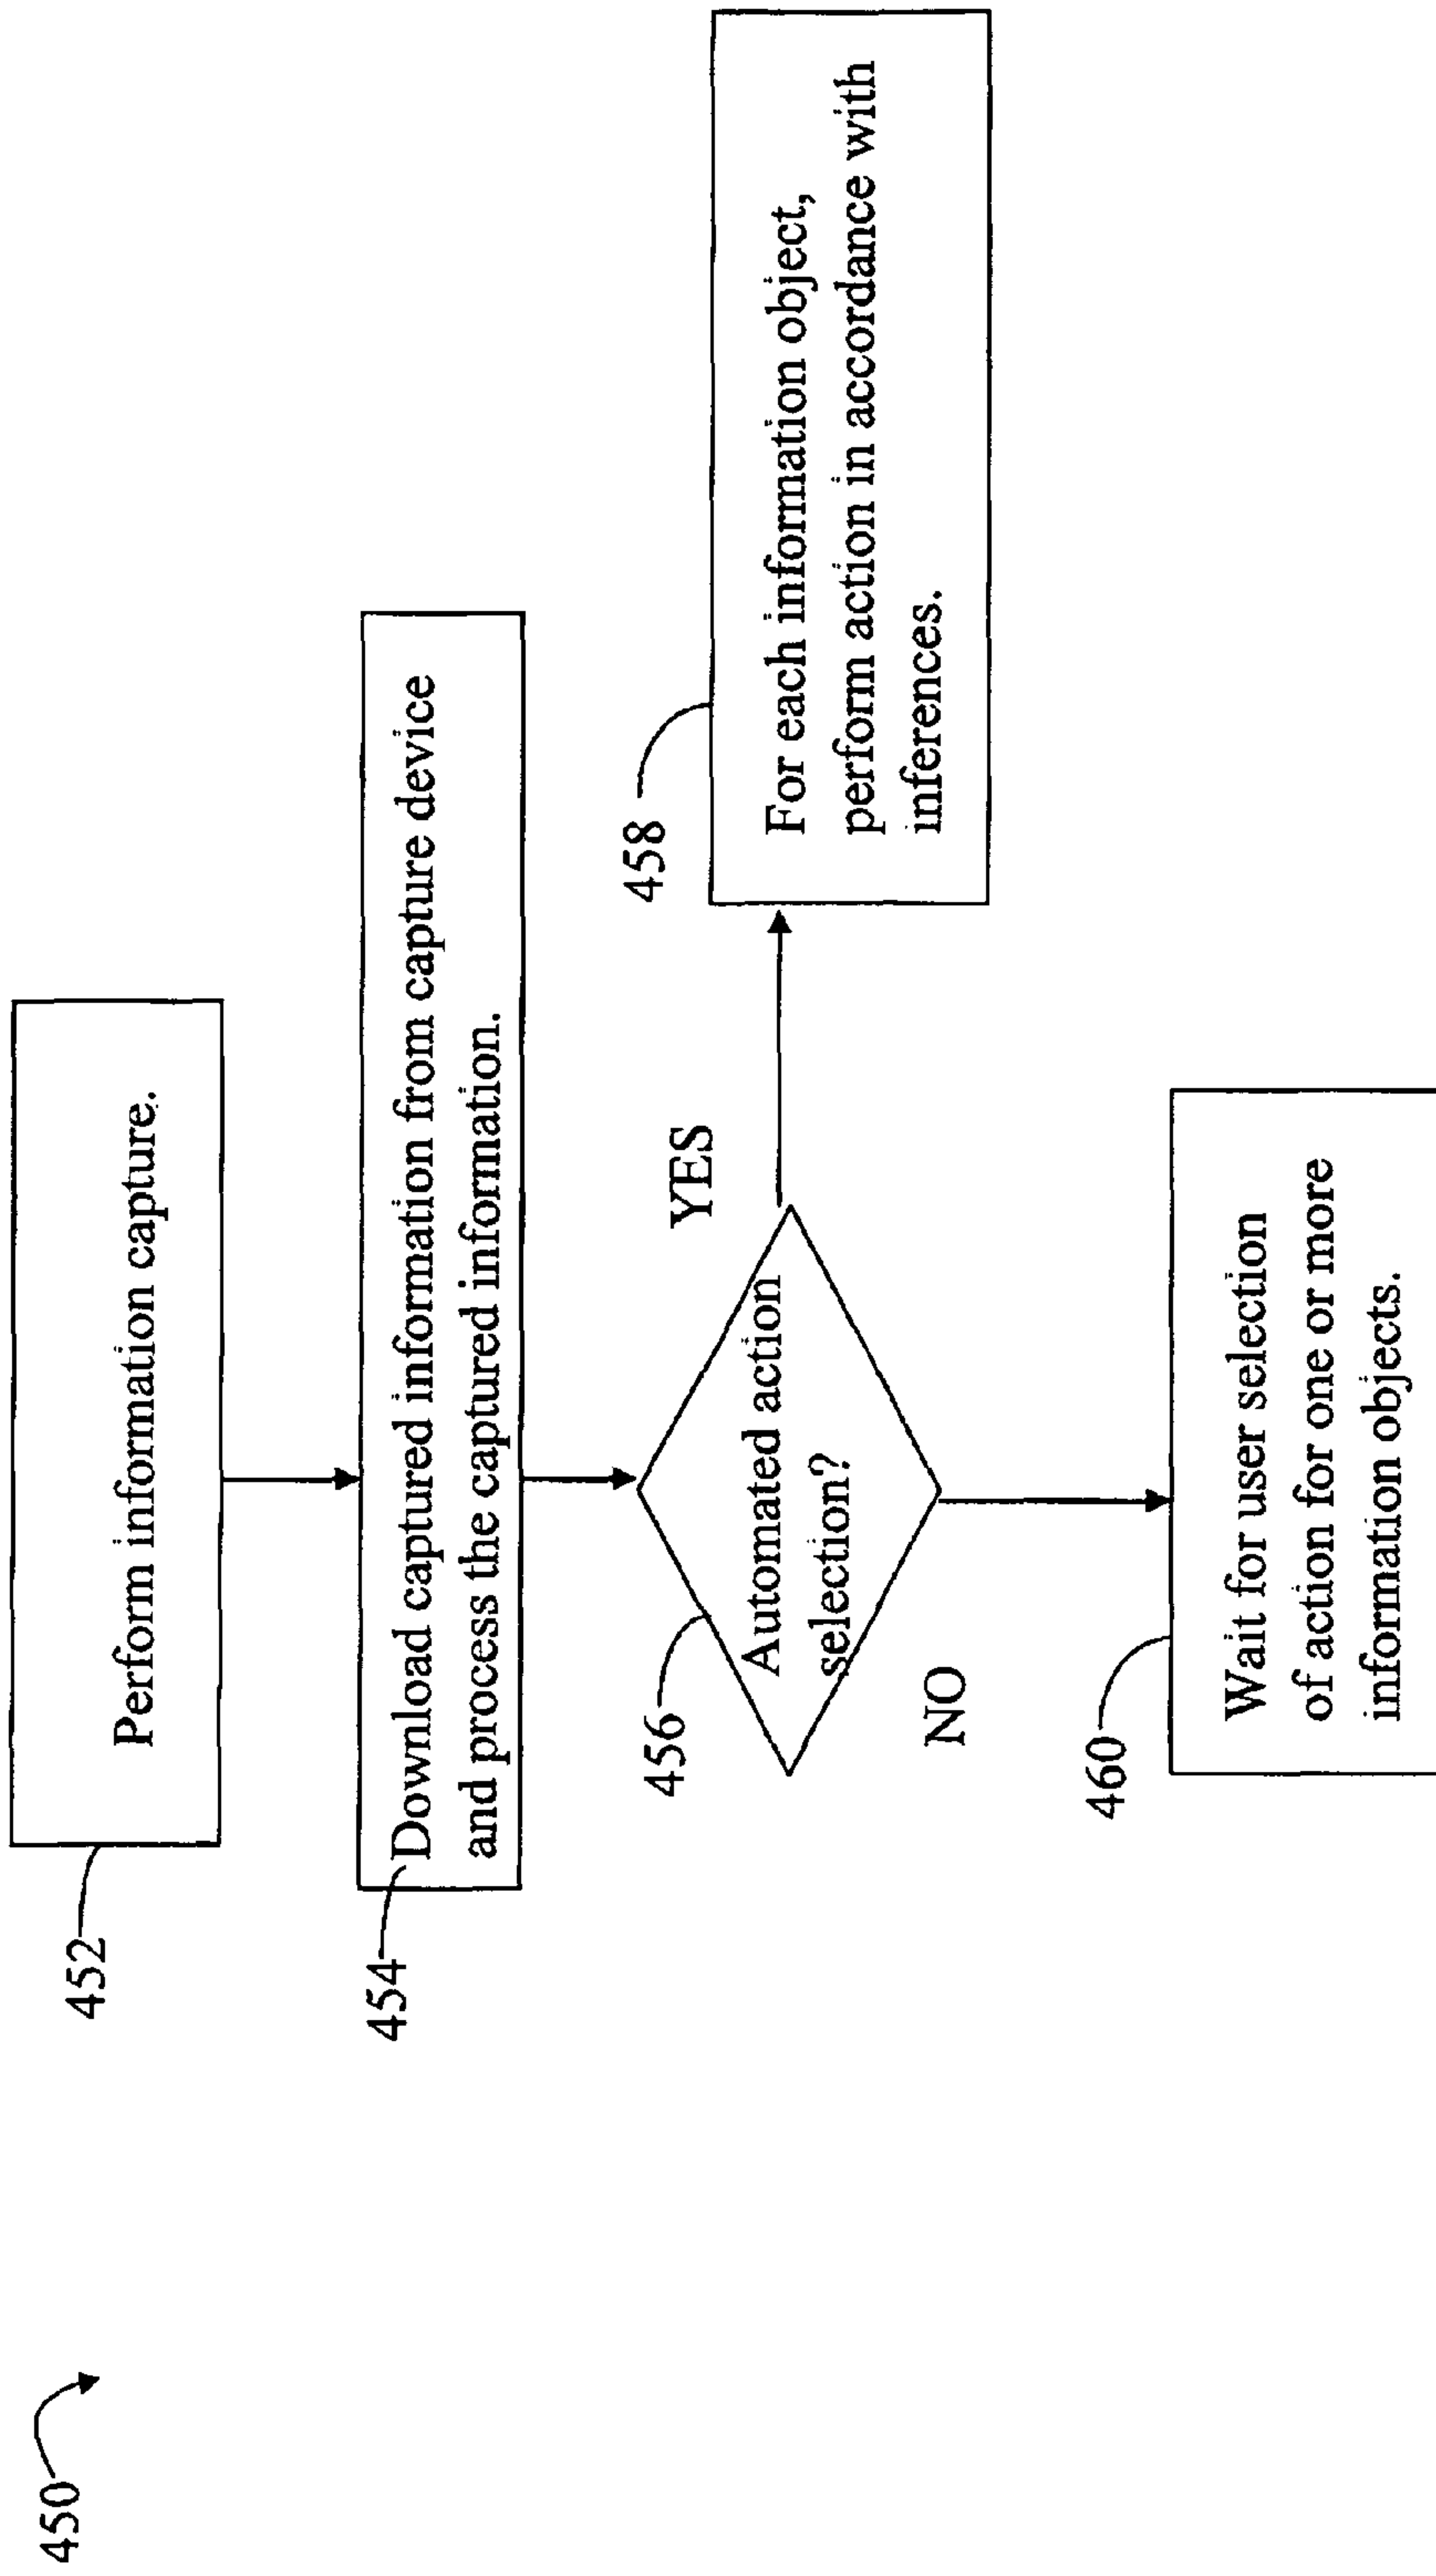 450
452
Perform information capture.
454
Download captured information from capture device
and process the captured information.
456
Automated action
selection?
YES
458
For each information object,
perform action in accordance with
inferences.
NO
460
Wait for user selection
of action for one or more
information objects.